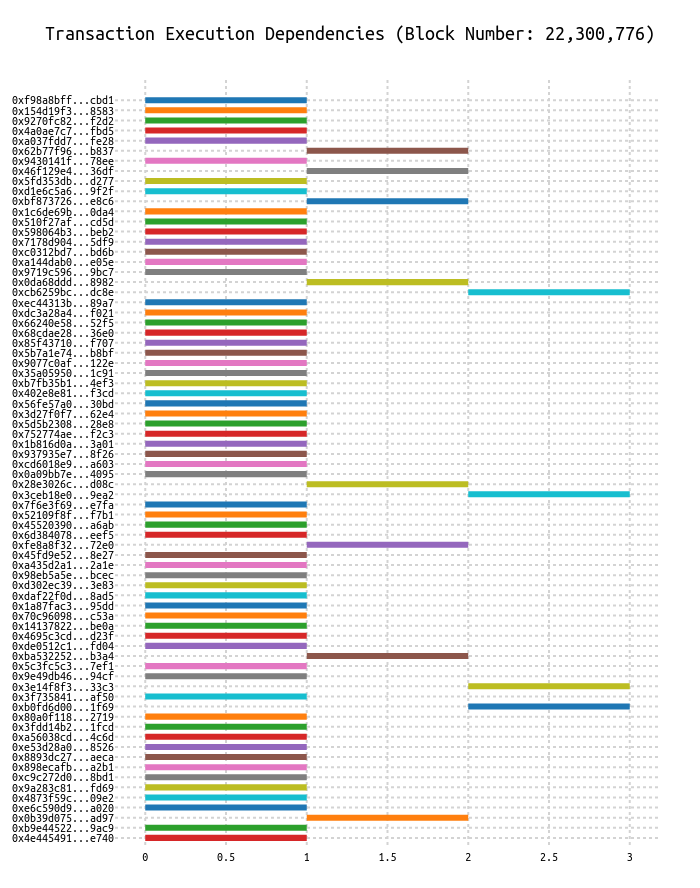 Transaction Execution Dependencies (Block Number: 22,300,776)
0xf98a8bff...cbd1
0x154d19f3...8583
0x9270fc82...f2d2
0x4a0ae7c7...fbd5
0xa037fdd7...fe28
0x62b77f96...b837
0x9430141f...78ee
0x46f129e4...36df
0x5fd353db...d277
0xd1e6c5a6...9f2f
0xbf873726...e8c6
0x1c6de69b...0da4
0x510f27af...cd5d
0x598064b3...beb2
0x7178d904...5df9
0xc0312bd7...bd6b
0xa144dab0...e05e
0x9719c596...9bc7
0x0da68ddd...8982
0xcb6259bc...dc8e
0xec44313b...89a7
0xdc3a28a4...f021
0x66240e58...52f5
0x68cdae28...36e0
0x85f43710...f707
0x5b7a1e74...b8bf
0x9077c0af...122e
0x35a05950...1c91
0xb7fb35b1...4ef3
0x402e8e81...f3cd
0x56fe57a0...30bd
0x3d27f0f7...62e4
0x5d5b2308...28e8
0x752774ae...f2c3
0x1b816d0a...3a01
0x937935e7...8f26
0xcd6018e9...a603
0x0a09bb7e...4095
0x28e3026c...d08c
0x3ceb18e0...9ea2
0x7f6e3f69...e7fa
0x52109f8f...f7b1
0x45520390...a6ab
0x6d384078...eef5
0xfe8a8f32...72e0
0x45fd9e52...8e27
0xa435d2a1...2a1e
0x98eb5a5e...bcec
0xd302ec39...3e83
0xdaf22f0d...8ad5
0x1a87fac3...95dd
0x70c96098...c53a
0x14137822...be0a
0x4695c3cd...d23f
0xde0512c1...fd04
0xba532252...b3a4
0x5c3fc5c3...7ef1
0x9e49db46...94cf
0x3e14f8f3...33c3
0x3f735841...af50
0xb0fd6d00...1f69
0x80a0f118...2719
0x3fdd14b2...1fcd
0xa56038cd...4c6d
0xe53d28a0...8526
0x8893dc27...aeca
0x898ecafb...a2b1
0xc9c272d0...8bd1
0x9a283c81...fd69
0x4873f59c...09e2
0xe6c590d9...a020
0x0b39d075...ad97
0xb9e44522...9ac9
0x4e445491...e740
0 0.5 1 1.5 2 2.5 3